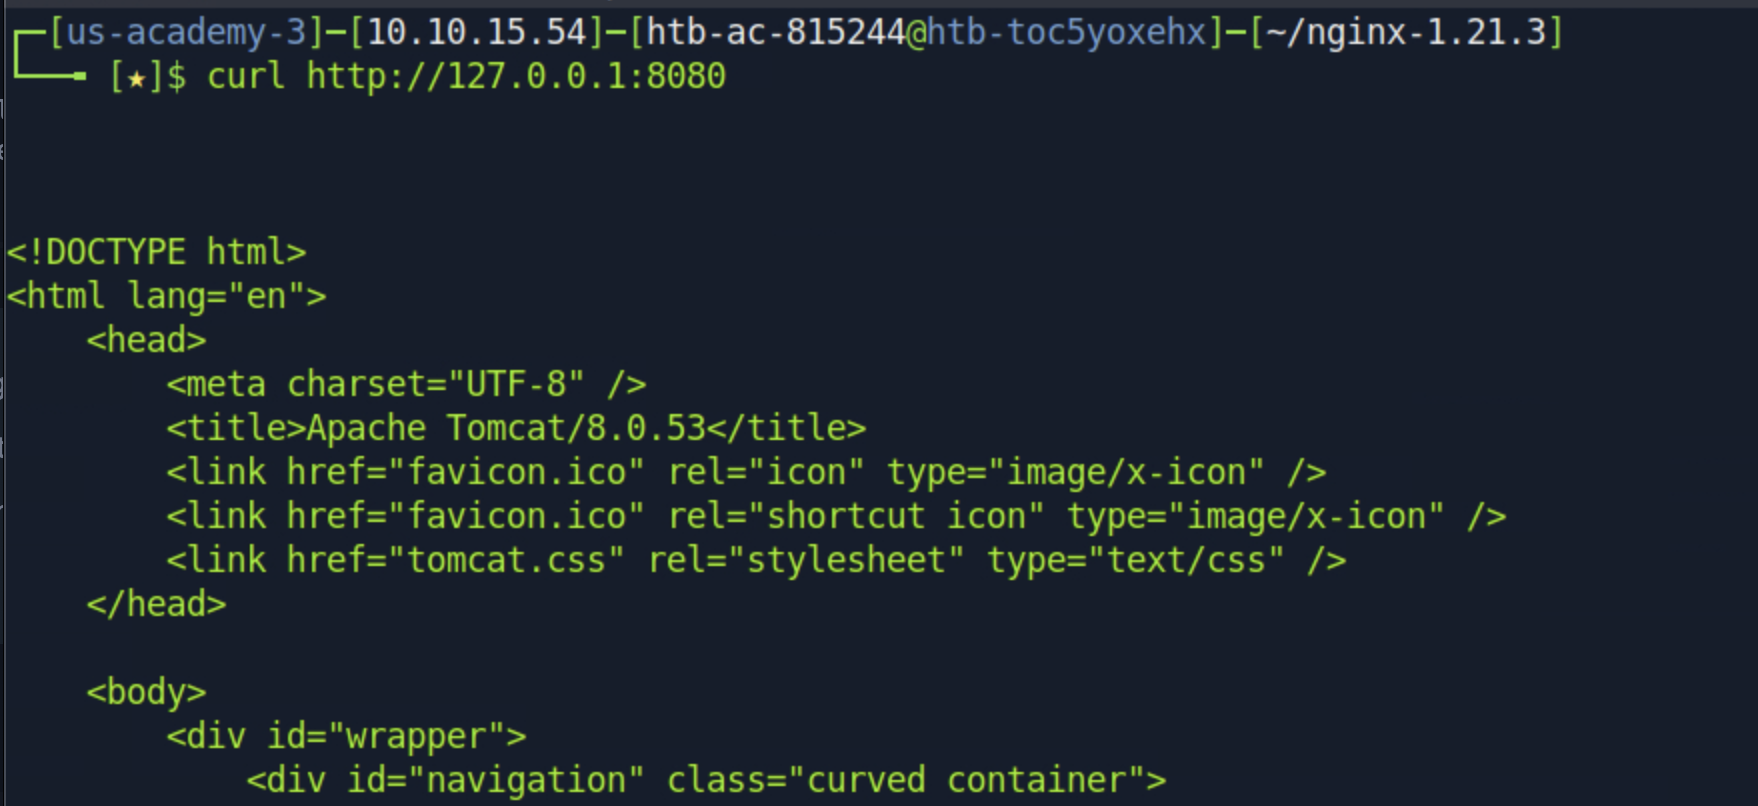 [us-academy-3]─[10.10.15.54]─[htb-ac-815244@htb-toc5yoxehx]─[~/nginx-1.21.3]
[★]$ curl http://127.0.0.1:8080
<!DOCTYPE html>
<html lang="en">
    <head>
        <meta charset="UTF-8" />
        <title>Apache Tomcat/8.0.53</title>
        <link href="favicon.ico" rel="icon" type="image/x-icon" />
        <link href="favicon.ico" rel="shortcut icon" type="image/x-icon" />
        <link href="tomcat.css" rel="stylesheet" type="text/css" />
    </head>
    <body>
        <div id="wrapper">
            <div id="navigation" class="curved container">